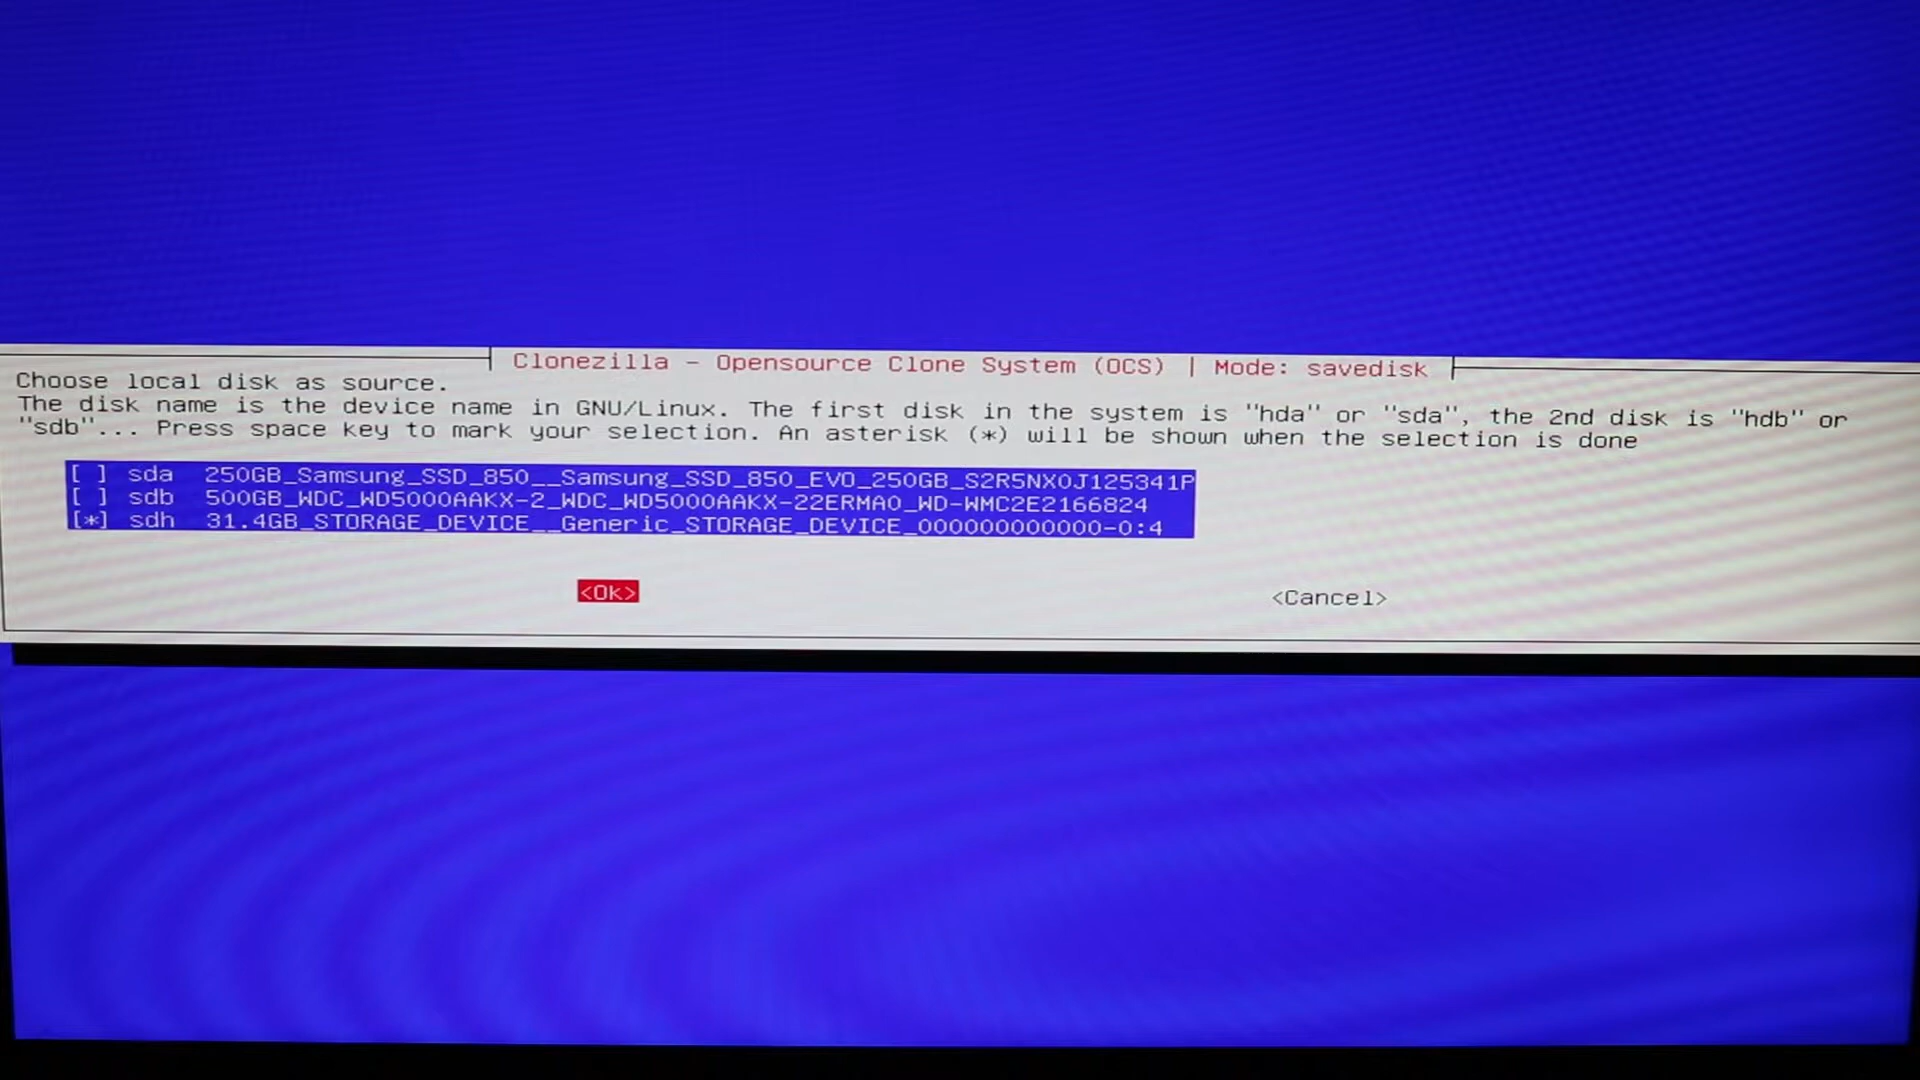 Clonezilla - Opensource Clone System (OCS) | Mode: savedisk
Choose local disk as source.
The disk name is the device name in GNU/Linux. The first disk in the system is "hda" or "sda", the 2nd disk is "hdb" or
"sdb"... Press space key to mark your selection. An asterisk (*) will be shown when the selection is done
[ ] sda 250GB_Samsung_SSD_850__Samsung_SSD_850_EVO_250GB_S2R5NX0J125341P
[ ] sdb 500GB_WDC_WD5000AAKX-2_WDC_WD5000AAKX-22ERMA0_WD-WMC2E2166824
[*] sdh 31.4GB_STORAGE_DEVICE__Generic_STORAGE_DEVICE_000000000000-0:4
<Ok> <Cancel>